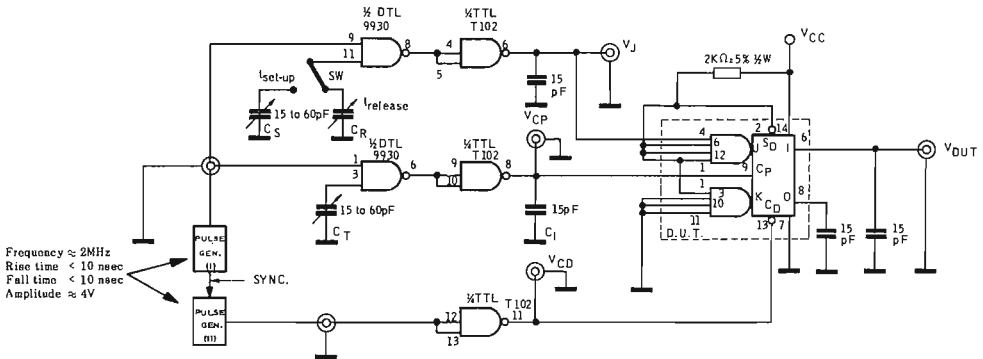 ½ DTL
9930
¼TTL
T102
9
11
8
4
5
6
V_J
V_CC
2KΩ±5% ½W
t_set-up
SW
15 to 60pF
t_release
C_S
C_R
15
pF
V_CP
½DTL
9930
¼TTL
T102
1
3
6
9
10
8
15 to 60pF
C_T
15pF
C_I
2
14
4
6
12
1
J
S_D
I
6
9
C_P
1
3
10
11
K
C_D
O
8
13
7
D.U.T.
V_OUT
15
pF
15
pF
Frequency ≈ 2MHz
Rise time < 10 nsec
Fall time < 10 nsec
Amplitude ≈ 4V
PULSE
GEN.
(I)
SYNC.
PULSE
GEN.
(II)
V_CD
¼TTL
T102
12
13
11